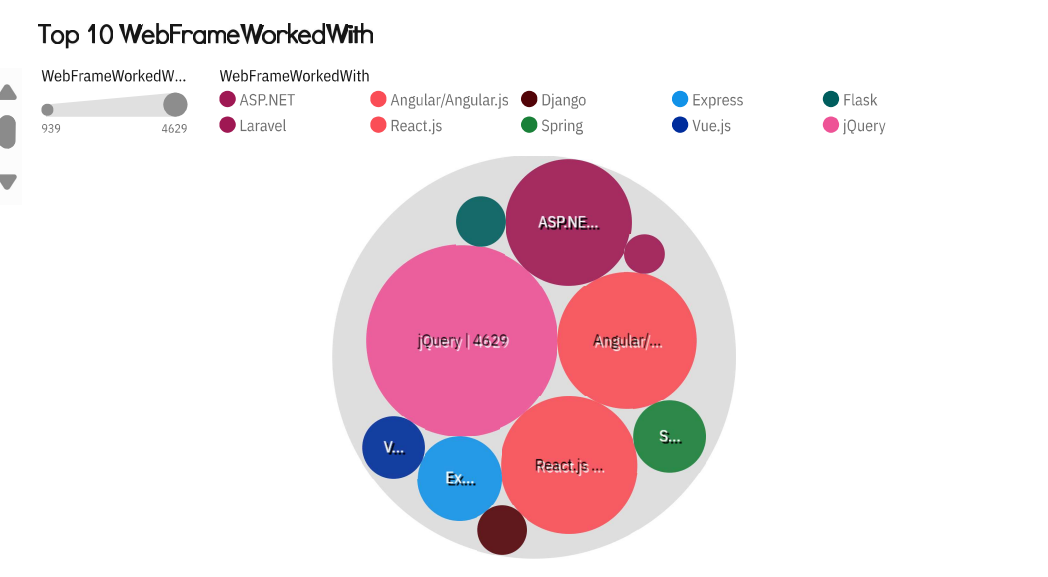 Top 10 WebFrameWorkedWith
WebFrameWorkedW...
WebFrameWorkedWith
939
4629
ASP.NET
Angular/Angular.js
Django
Express
Flask
Laravel
React.js
Spring
Vue.js
jQuery
ASP.NE...
jQuery | 4629
Angular/...
S...
V...
React.js ...
Ex...